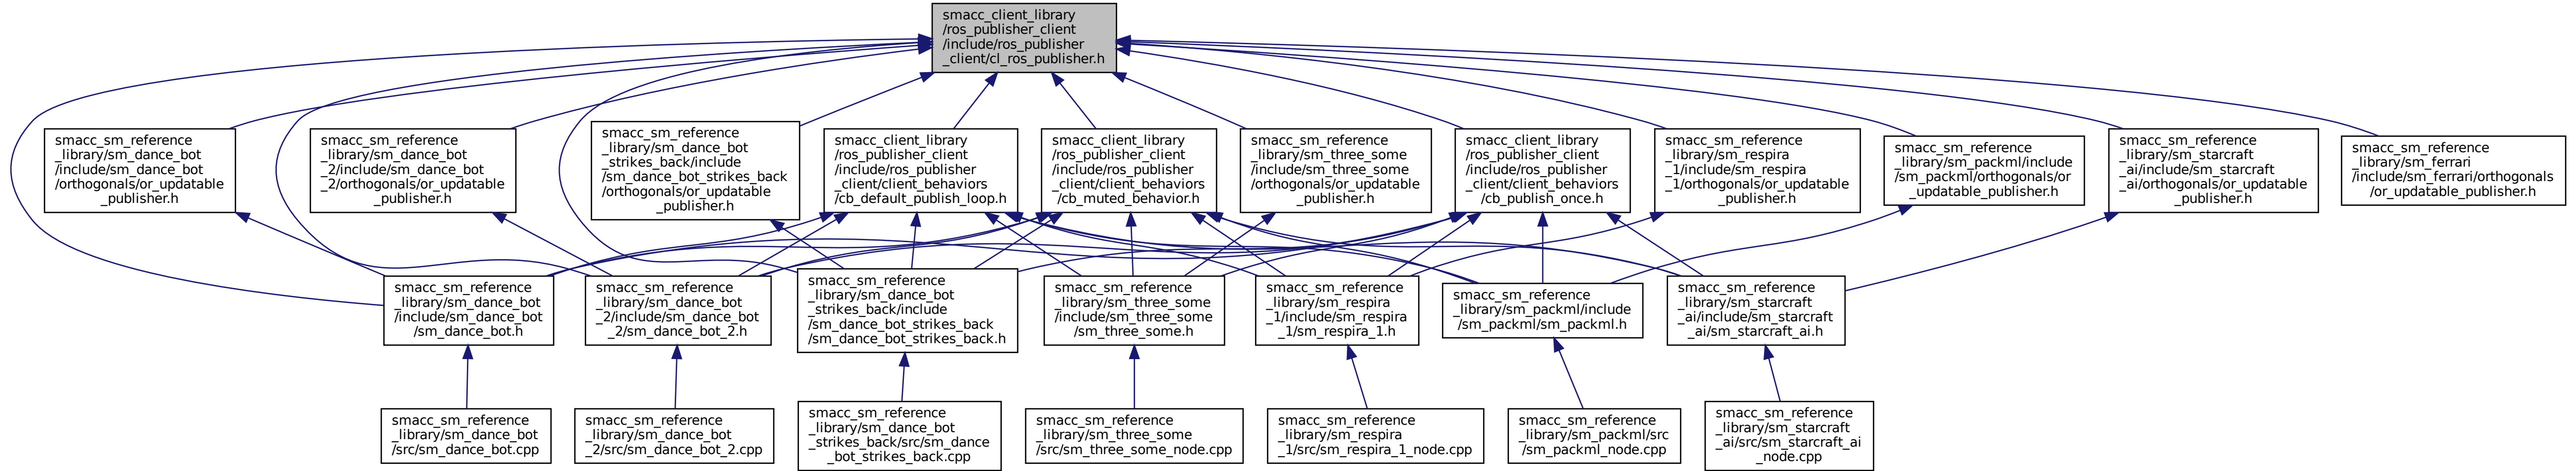 smacc_client_library
/ros_publisher_client
/include/ros_publisher
_client/cl_ros_publisher.h
smacc_sm_reference
_library/sm_dance_bot
/include/sm_dance_bot
/orthogonals/or_updatable
_publisher.h
smacc_sm_reference
_library/sm_dance_bot
_2/include/sm_dance_bot
_2/orthogonals/or_updatable
_publisher.h
smacc_sm_reference
_library/sm_dance_bot
_strikes_back/include
/sm_dance_bot_strikes_back
/orthogonals/or_updatable
_publisher.h
smacc_client_library
/ros_publisher_client
/include/ros_publisher
_client/client_behaviors
/cb_default_publish_loop.h
smacc_client_library
/ros_publisher_client
/include/ros_publisher
_client/client_behaviors
/cb_muted_behavior.h
smacc_sm_reference
_library/sm_three_some
/include/sm_three_some
/orthogonals/or_updatable
_publisher.h
smacc_client_library
/ros_publisher_client
/include/ros_publisher
_client/client_behaviors
/cb_publish_once.h
smacc_sm_reference
_library/sm_respira
_1/include/sm_respira
_1/orthogonals/or_updatable
_publisher.h
smacc_sm_reference
_library/sm_packml/include
/sm_packml/orthogonals/or
_updatable_publisher.h
smacc_sm_reference
_library/sm_starcraft
_ai/include/sm_starcraft
_ai/orthogonals/or_updatable
_publisher.h
smacc_sm_reference
_library/sm_ferrari
/include/sm_ferrari/orthogonals
/or_updatable_publisher.h
smacc_sm_reference
_library/sm_dance_bot
/include/sm_dance_bot
/sm_dance_bot.h
smacc_sm_reference
_library/sm_dance_bot
_2/include/sm_dance_bot
_2/sm_dance_bot_2.h
smacc_sm_reference
_library/sm_dance_bot
_strikes_back/include
/sm_dance_bot_strikes_back
/sm_dance_bot_strikes_back.h
smacc_sm_reference
_library/sm_three_some
/include/sm_three_some
/sm_three_some.h
smacc_sm_reference
_library/sm_respira
_1/include/sm_respira
_1/sm_respira_1.h
smacc_sm_reference
_library/sm_packml/include
/sm_packml/sm_packml.h
smacc_sm_reference
_library/sm_starcraft
_ai/include/sm_starcraft
_ai/sm_starcraft_ai.h
smacc_sm_reference
_library/sm_dance_bot
/src/sm_dance_bot.cpp
smacc_sm_reference
_library/sm_dance_bot
_2/src/sm_dance_bot_2.cpp
smacc_sm_reference
_library/sm_dance_bot
_strikes_back/src/sm_dance
_bot_strikes_back.cpp
smacc_sm_reference
_library/sm_three_some
/src/sm_three_some_node.cpp
smacc_sm_reference
_library/sm_respira
_1/src/sm_respira_1_node.cpp
smacc_sm_reference
_library/sm_packml/src
/sm_packml_node.cpp
smacc_sm_reference
_library/sm_starcraft
_ai/src/sm_starcraft_ai
_node.cpp